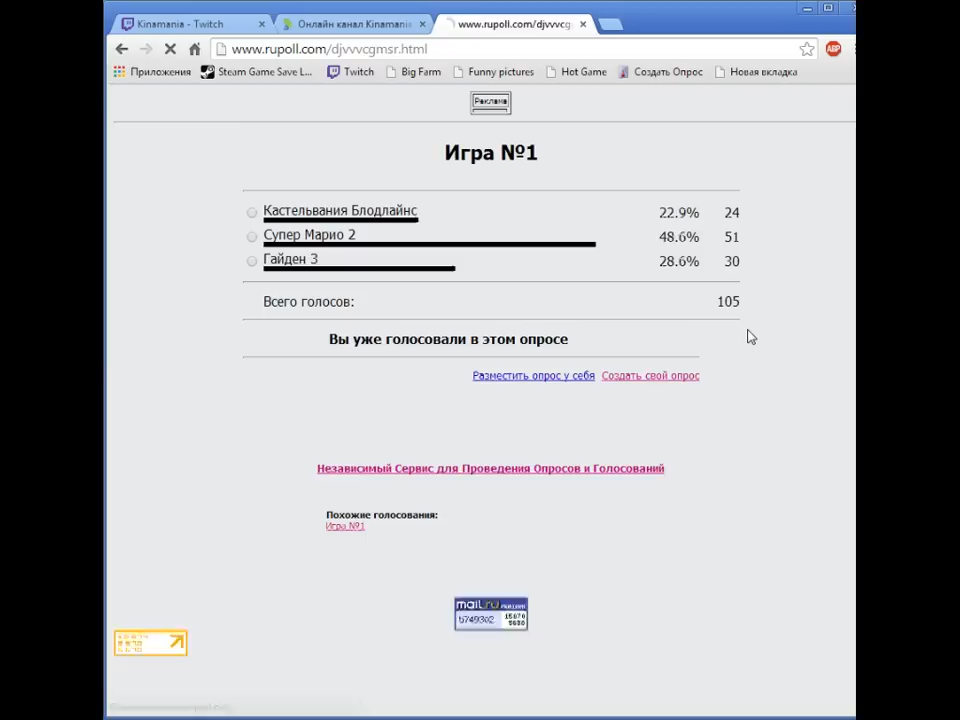 Kinamania - Twitch
Онлайн канал Kinamania
www.rupoll.com/djvvvcg
www.rupoll.com/djvvvcgmsr.html
ABP
Приложения Steam Game Save L... Twitch Big Farm Funny pictures Hot Game Создать Опрос Новая вкладка
Реклама
Игра №1
Кастельвания Блодлайнс 22.9% 24
Супер Марио 2 48.6% 51
Гайден 3 28.6% 30
Всего голосов: 105
Вы уже голосовали в этом опросе
Разместить опрос у себя Создать свой опрос
Независимый Сервис для Проведения Опросов и Голосований
Похожие голосования:
Игра №1
mail.ru